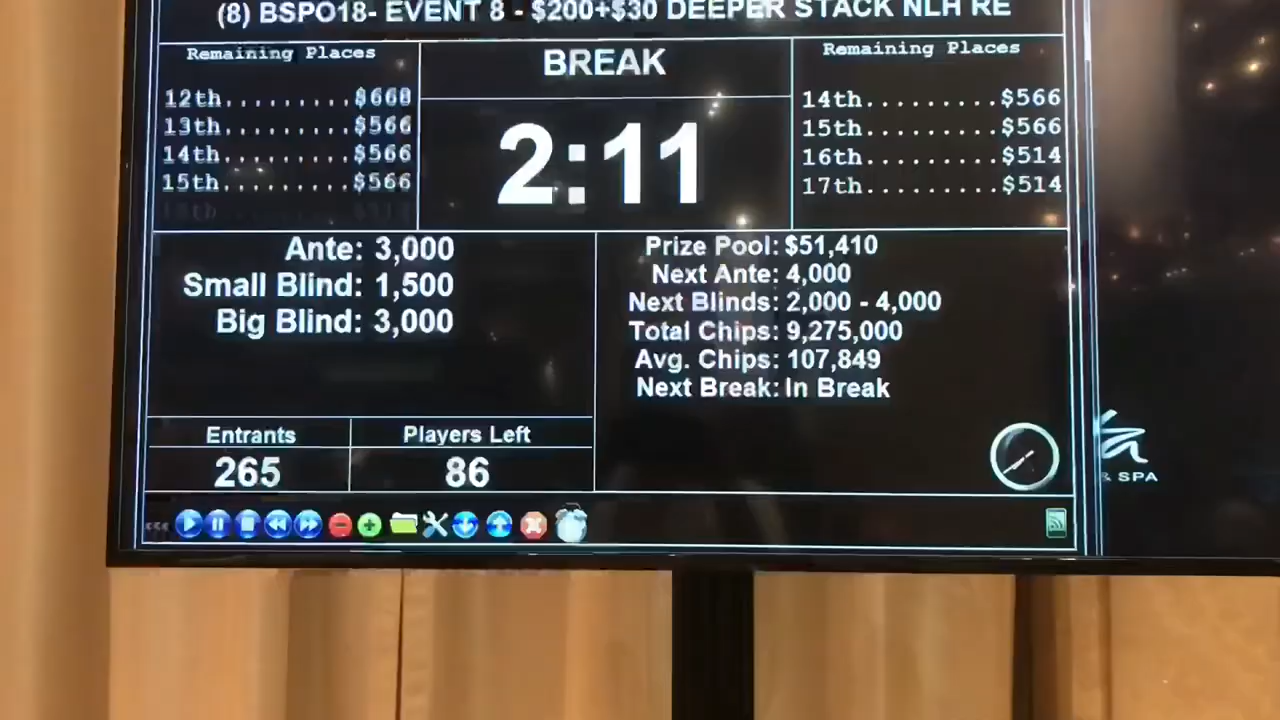 (8) BSPO18- EVENT 8 - $200+$30 DEEPER STACK NLH RE
Remaining Places
12th.........$668
13th.........$566
14th.........$566
15th.........$566
BREAK
2:11
Remaining Places
14th.........$566
15th.........$566
16th.........$514
17th.........$514
Ante: 3,000
Small Blind: 1,500
Big Blind: 3,000
Prize Pool: $51,410
Next Ante: 4,000
Next Blinds: 2,000 - 4,000
Total Chips: 9,275,000
Avg. Chips: 107,849
Next Break: In Break
Entrants
265
Players Left
86
& SPA